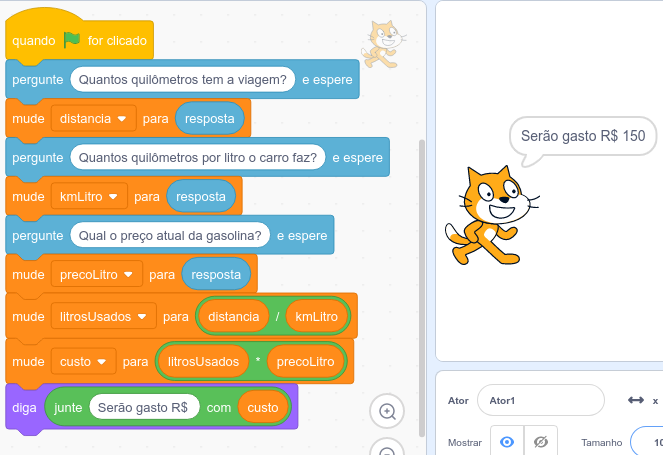 quando for clicado
pergunte Quantos quilômetros tem a viagem? e espere
mude distancia para resposta
pergunte Quantos quilômetros por litro o carro faz? e espere
mude kmLitro para resposta
pergunte Qual o preço atual da gasolina? e espere
mude precoLitro para resposta
mude litrosUsados para distancia / kmLitro
mude custo para litrosUsados * precoLitro
diga junte Serão gasto R$ com custo
Serão gasto R$ 150
Ator Ator1 x
Mostrar Tamanho 10